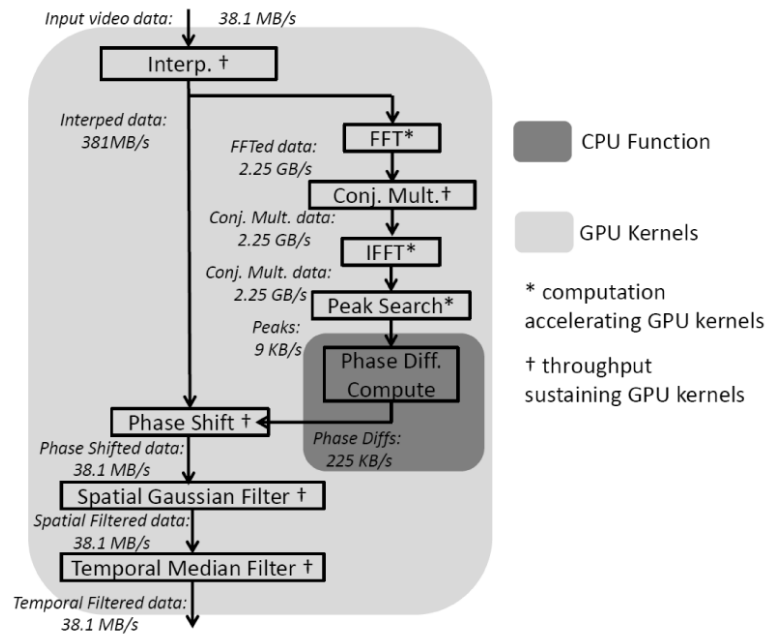 Input video data: 38.1 MB/s
Interp. †
Interped data:
381MB/s
FFT*
FFTed data:
2.25 GB/s
Conj. Mult.†
Conj. Mult. data:
2.25 GB/s
IFFT*
Conj. Mult. data:
2.25 GB/s
Peak Search*
Peaks:
9 KB/s
Phase Diff.
Compute
Phase Shift †
Phase Diffs:
225 KB/s
Phase Shifted data:
38.1 MB/s
Spatial Gaussian Filter †
Spatial Filtered data:
38.1 MB/s
Temporal Median Filter †
Temporal Filtered data:
38.1 MB/s
CPU Function
GPU Kernels
* computation
accelerating GPU kernels
† throughput
sustaining GPU kernels